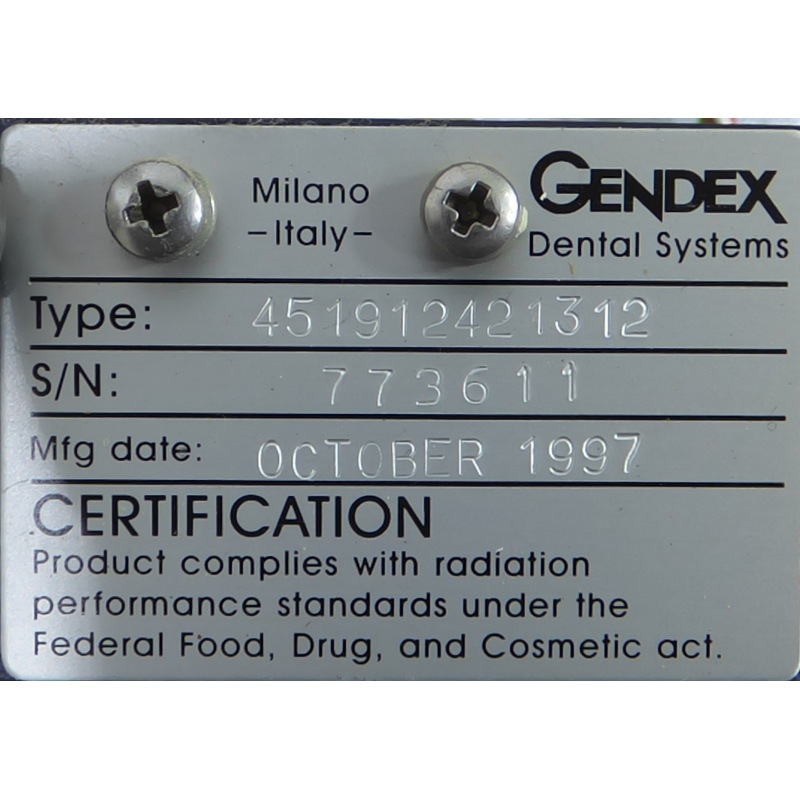 Milano
-Italy-
GENDEX
Dental Systems
Type: 451912421312
S/N: 773611
Mfg date: OCTOBER 1997
CERTIFICATION
Product complies with radiation
performance standards under the
Federal Food, Drug, and Cosmetic act.